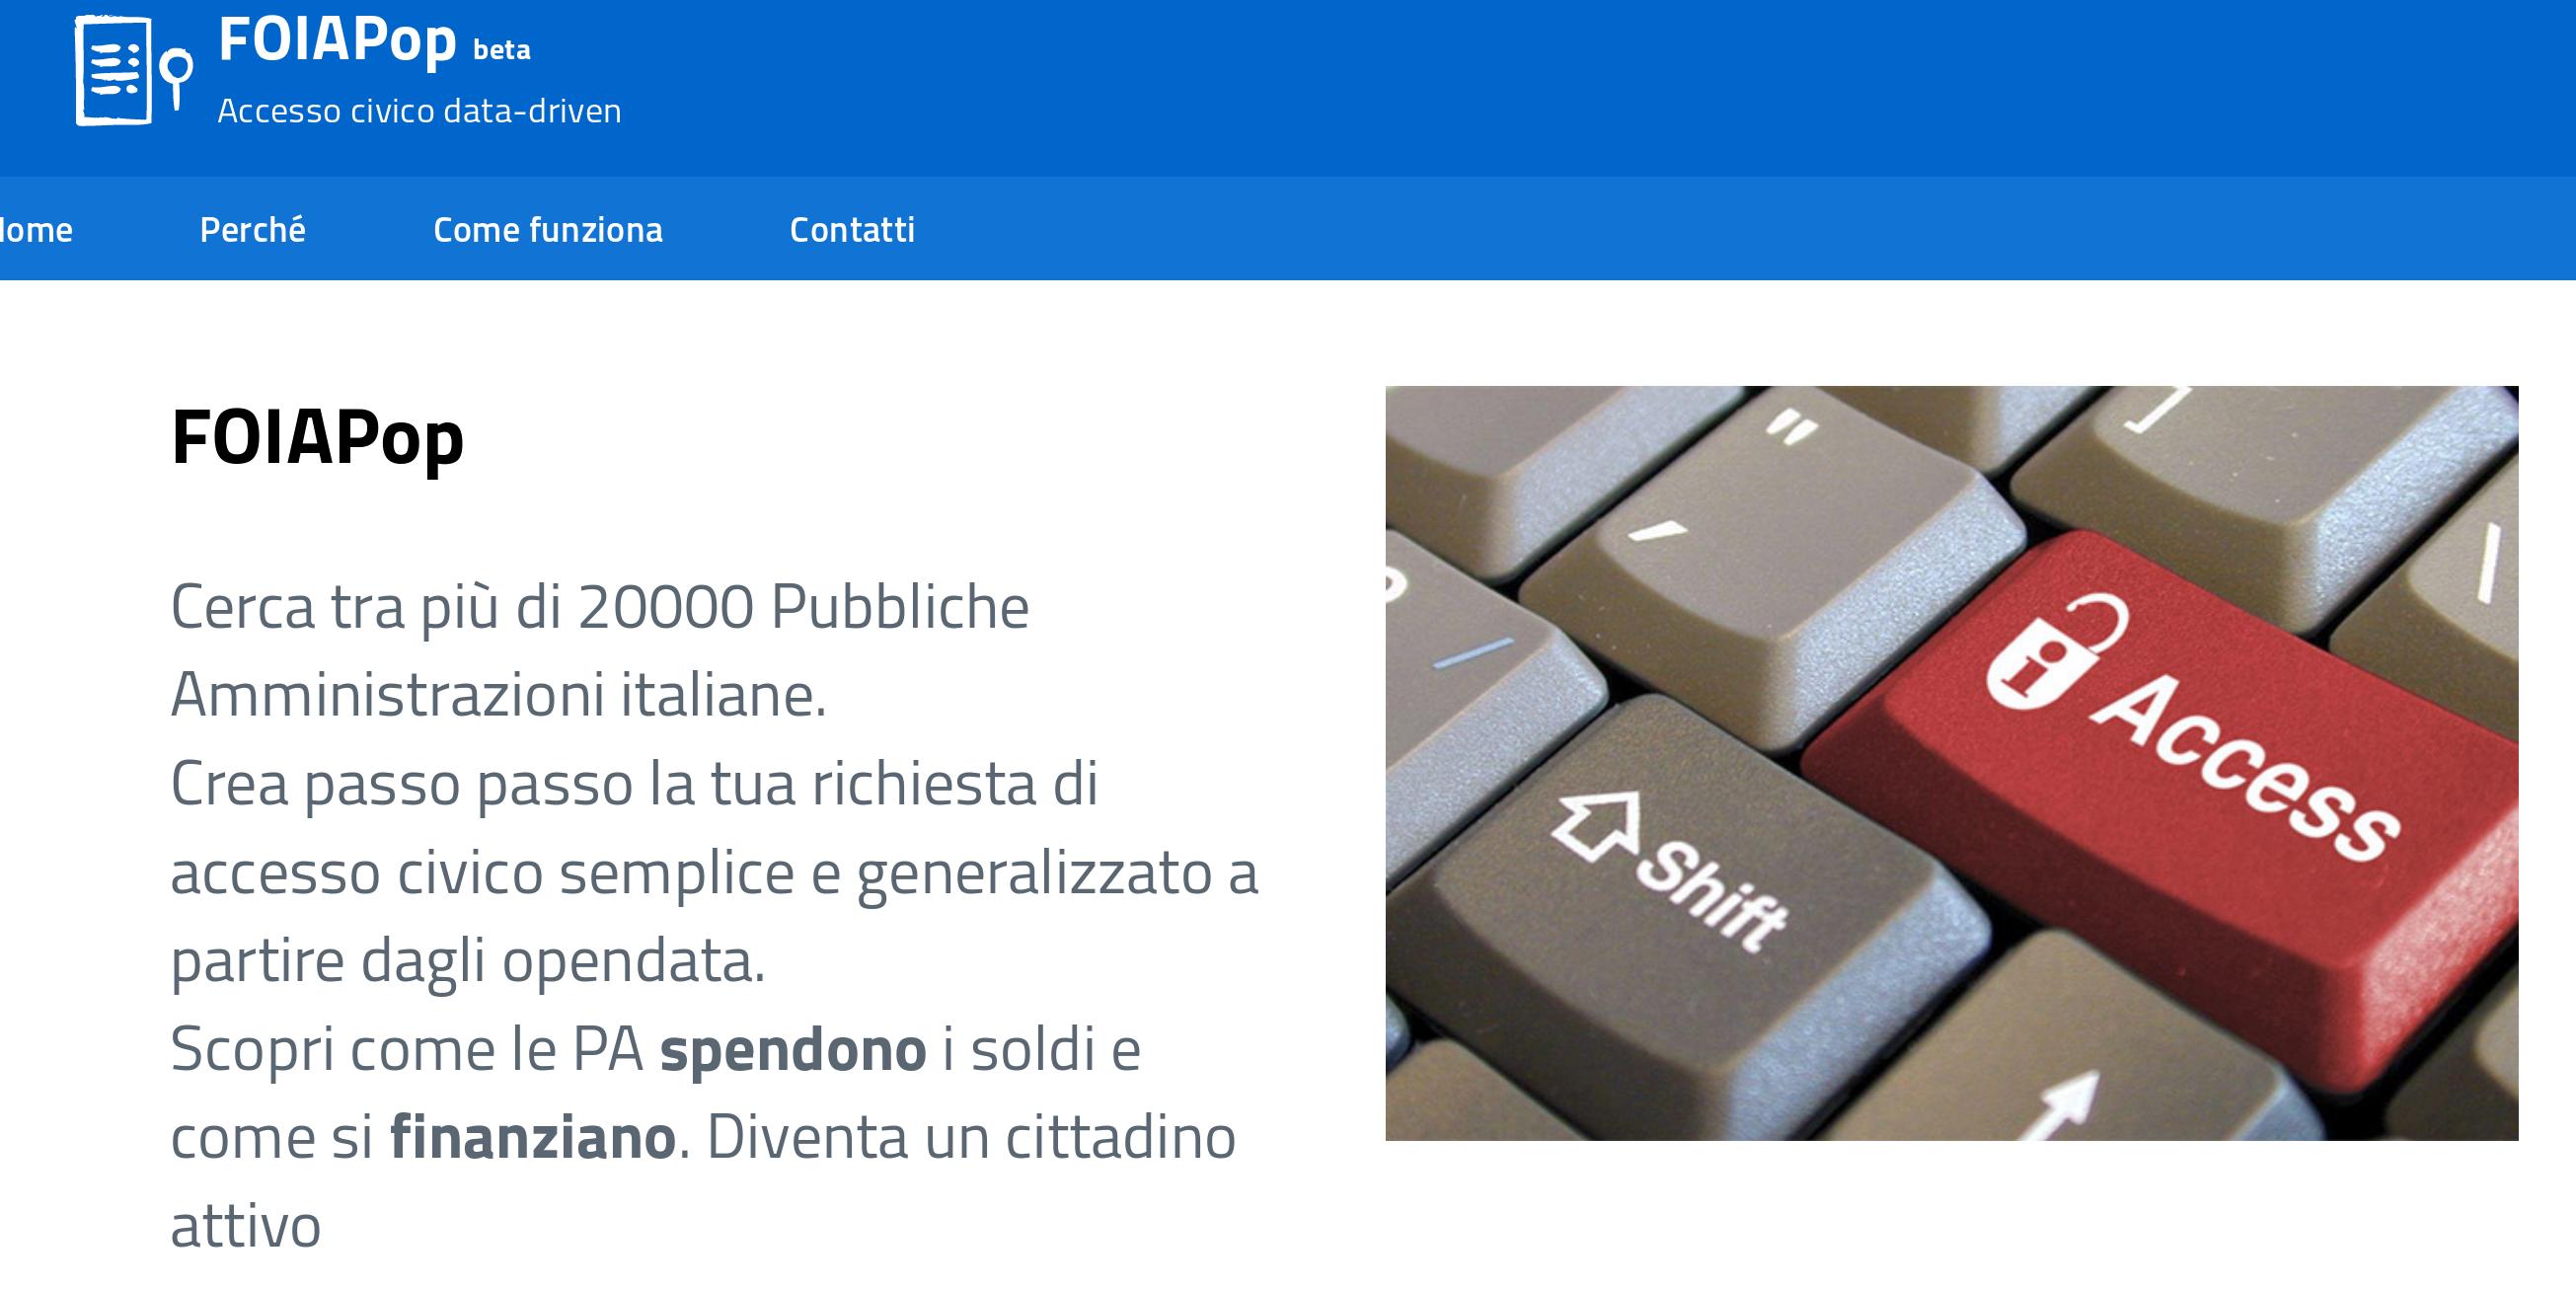 FOIAPop beta
Accesso civico data-driven
Perché Come funziona Contatti
FOIAPop
Cerca tra più di 20000 Pubbliche
Amministrazioni italiane.
Crea passo passo la tua richiesta di
accesso civico semplice e generalizzato a
partire dagli opendata.
Scopri come le PA spendono i soldi e
come si finanziano. Diventa un cittadino
attivo
"
'
]
\
/
i Access
Shift